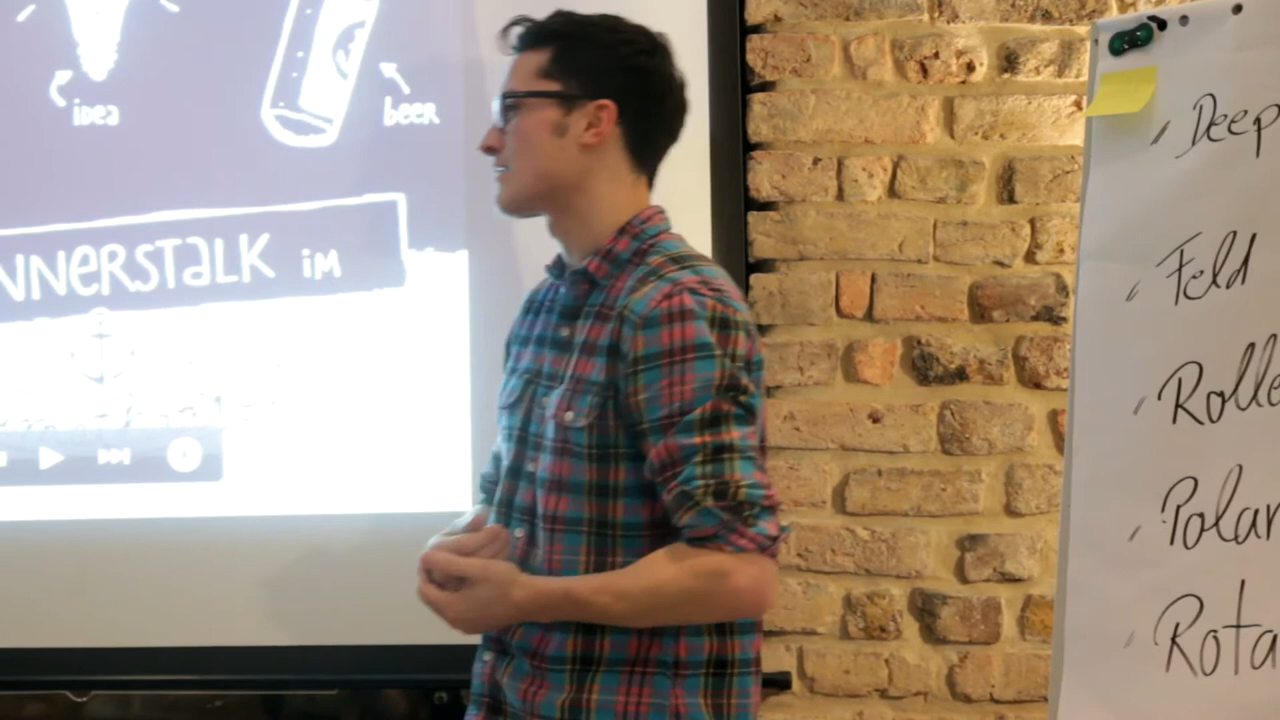 idea
beer
NNeRSTaLK iM
Deep
Feld
Rolle
Polar
Rota